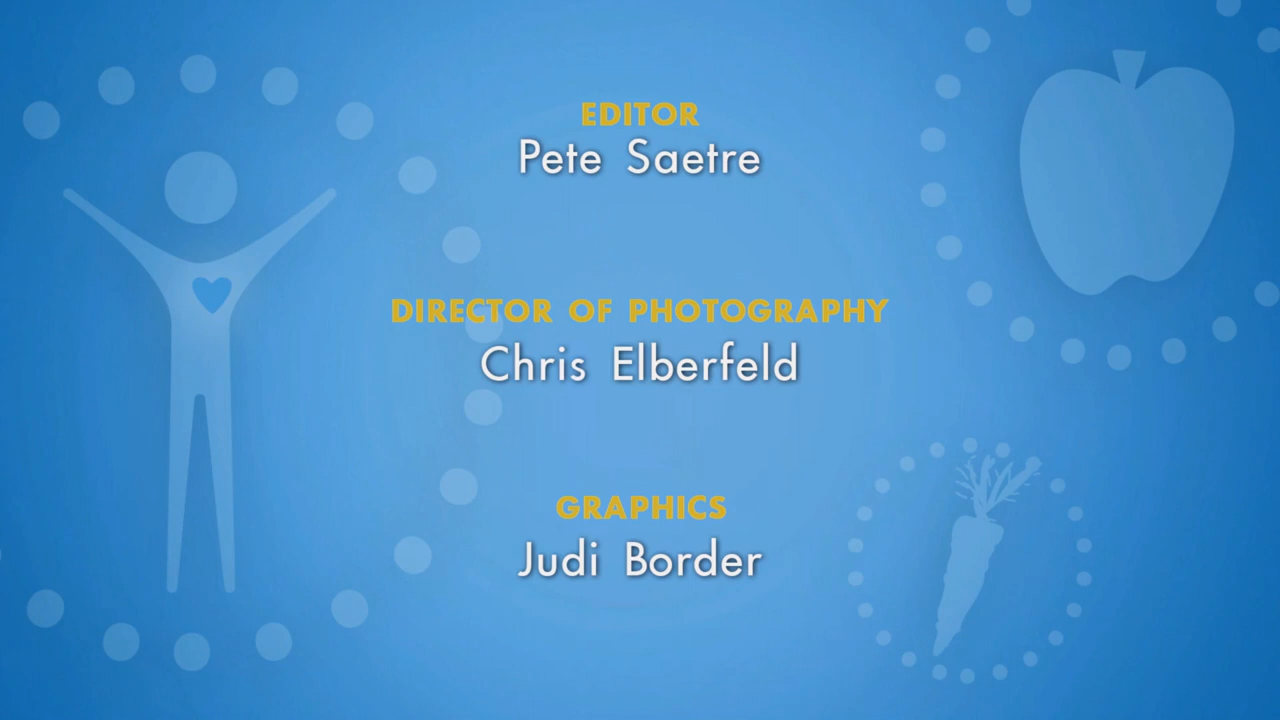 EDITOR
Pete Saetre
DIRECTOR OF PHOTOGRAPHY
Chris Elberfeld
GRAPHICS
Judi Border